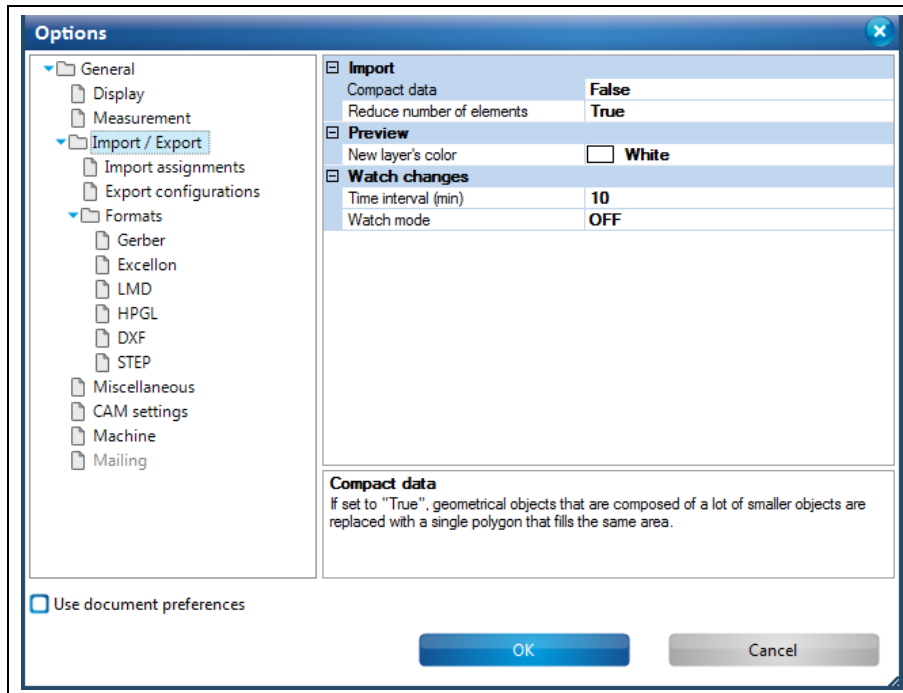 Options
General
Display
Measurement
Import / Export
Import assignments
Export configurations
Formats
Gerber
Excellon
LMD
HPGL
DXF
STEP
Miscellaneous
CAM settings
Machine
Mailing
Import
Compact data False
Reduce number of elements True
Preview
New layer's color White
Watch changes
Time interval (min) 10
Watch mode OFF
Compact data
If set to "True", geometrical objects that are composed of a lot of smaller objects are
replaced with a single polygon that fills the same area.
Use document preferences
OK Cancel